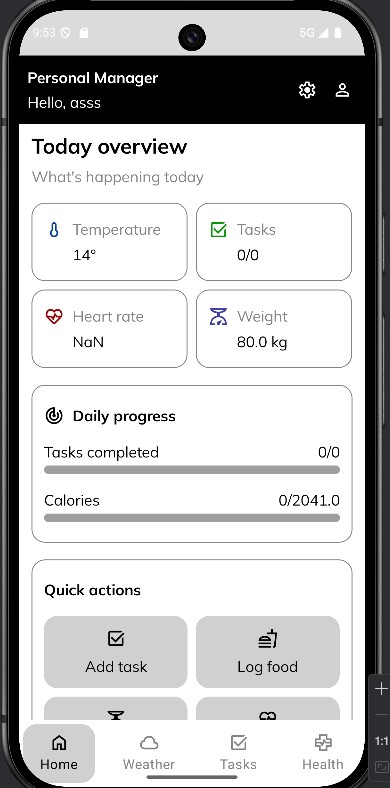 9:53
5G
Personal Manager
Hello, asss
Today overview
What's happening today
Temperature
14°
Tasks
0/0
Heart rate
NaN
Weight
80.0 kg
Daily progress
Tasks completed 0/0
Calories 0/2041.0
Quick actions
Add task
Log food
Home
Weather
Tasks
Health
1:1